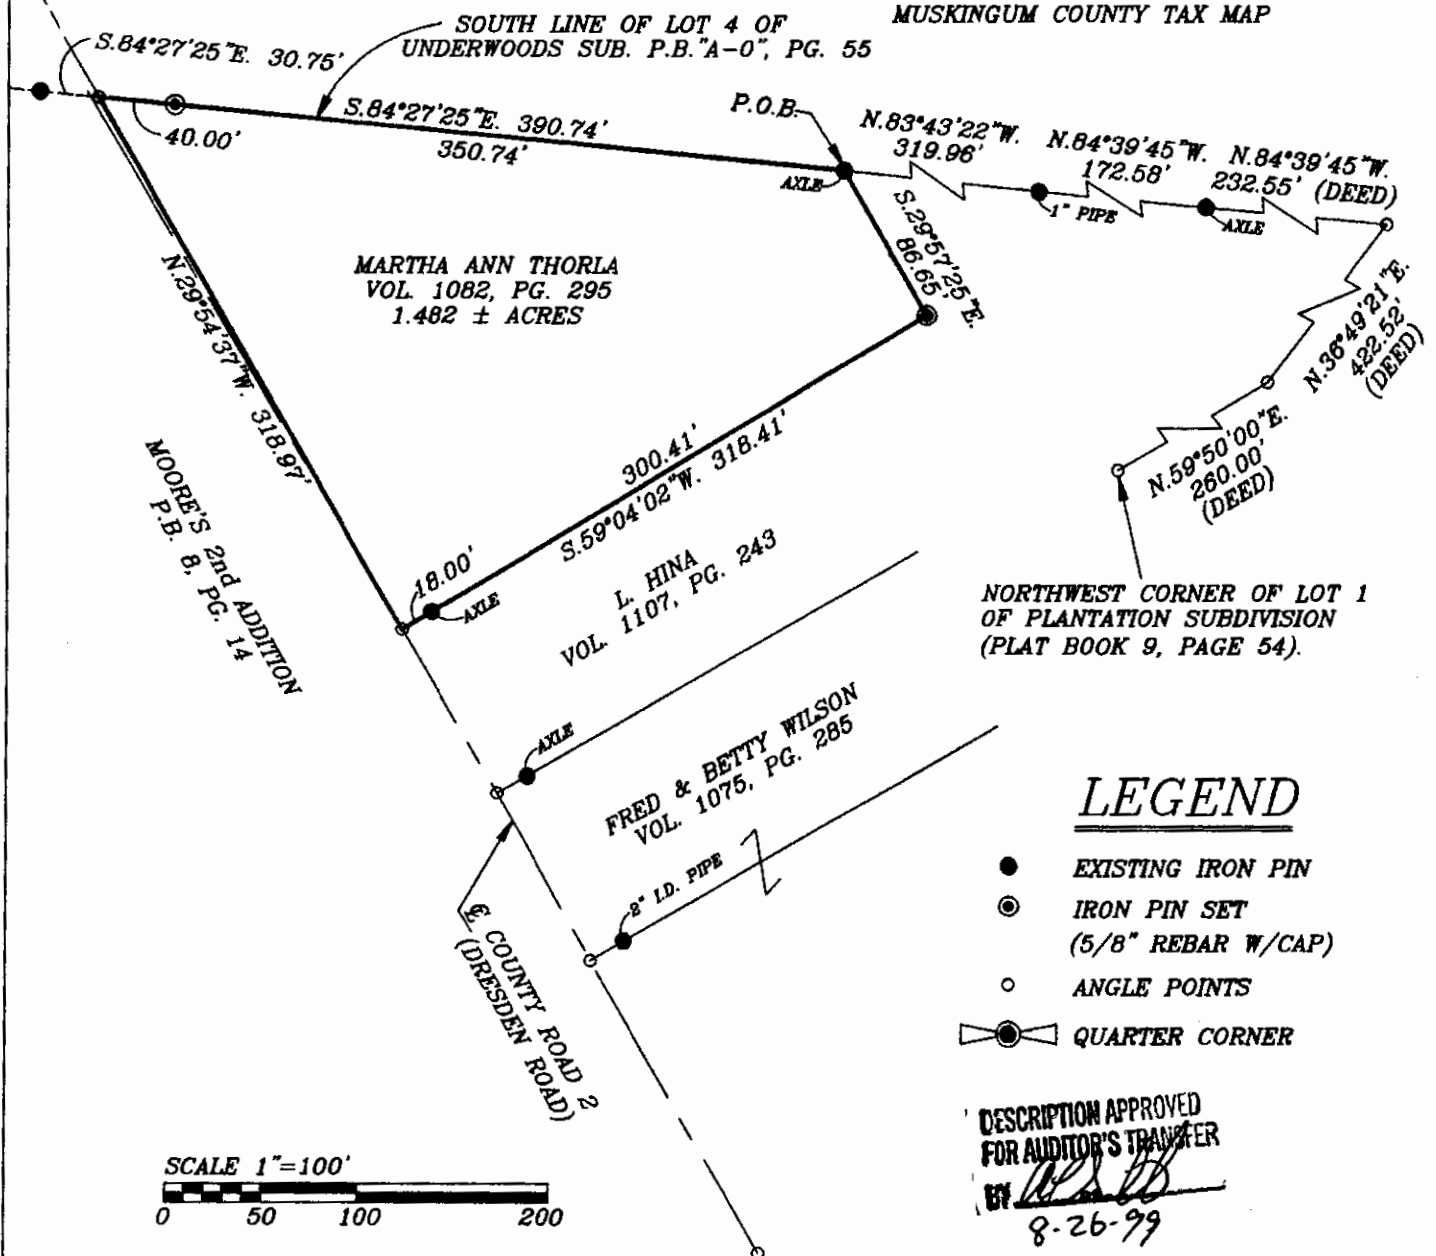 MUSKINGUM COUNTY TAX MAP
SOUTH LINE OF LOT 4 OF
UNDERWOODS SUB. P.B."A-0", PG. 55
S.84°27'25"E. 30.75'
40.00'
S.84°27'25"E. 390.74'
350.74'
P.O.B.
AXLE
N.83°43'22"W.
319.96'
N.84°39'45"W.
172.58'
N.84°39'45"W.
232.55' (DEED)
1" PIPE
AXLE
S.29°57'25"E.
86.65'
MARTHA ANN THORLA
VOL. 1082, PG. 295
1.482 ± ACRES
N.29°54'37"W. 318.97'
N.36°49'21"E.
422.52'
(DEED)
N.59°50'00"E.
260.00'
(DEED)
300.41'
S.59°04'02"W. 318.41'
18.00'
AXLE
MOORE'S 2nd ADDITION
P.B. 8, PG. 14
L. HINA
VOL. 1107, PG. 243
NORTHWEST CORNER OF LOT 1
OF PLANTATION SUBDIVISION
(PLAT BOOK 9, PAGE 54).
AXLE
FRED & BETTY WILSON
VOL. 1075, PG. 285
2" I.D. PIPE
℄ COUNTY ROAD 2
(DRESDEN ROAD)
LEGEND
EXISTING IRON PIN
IRON PIN SET
(5/8" REBAR W/CAP)
ANGLE POINTS
QUARTER CORNER
DESCRIPTION APPROVED
FOR AUDITOR'S TRANSFER
BY
8-26-99
SCALE 1"=100'
0 50 100 200